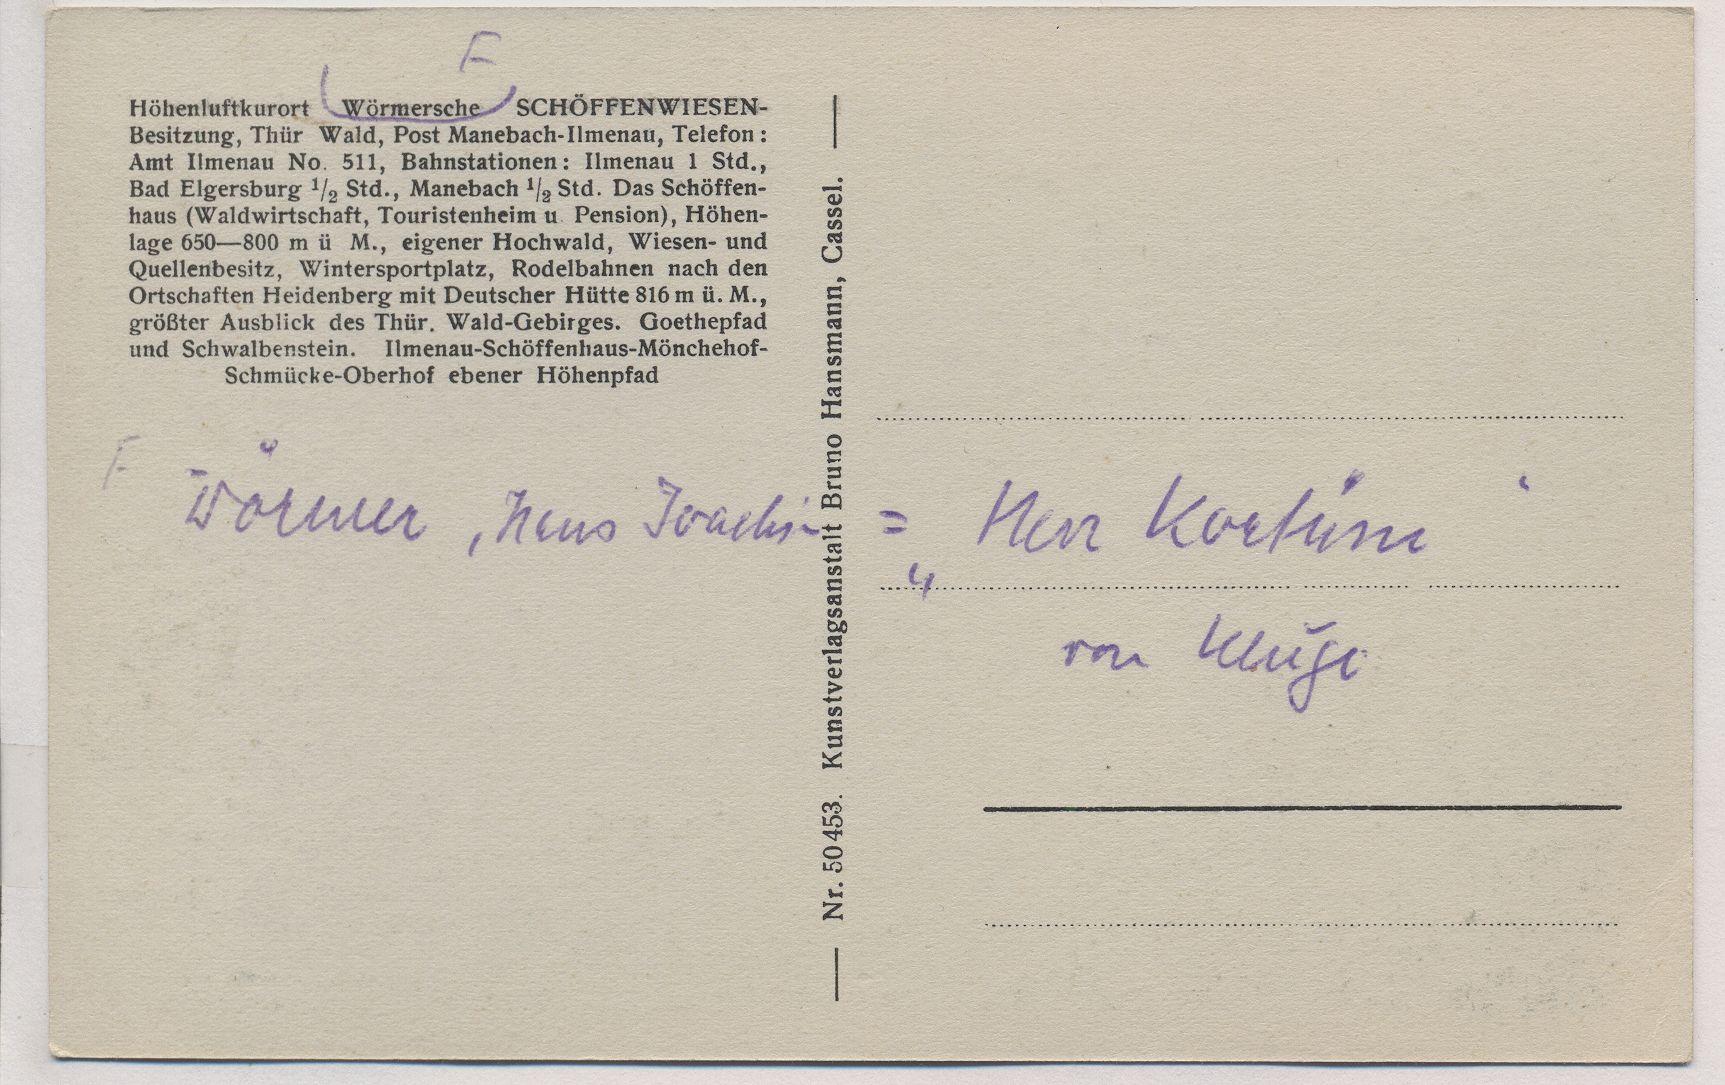 F
Höhenluftkurort Wörmersche SCHÖFFENWIESEN-
Besitzung, Thür Wald, Post Manebach-Ilmenau, Telefon:
Amt Ilmenau No. 511, Bahnstationen: Ilmenau 1 Std.,
Bad Elgersburg 1/2 Std., Manebach 1/2 Std. Das Schöffen-
haus (Waldwirtschaft, Touristenheim u. Pension), Höhen-
lage 650—800 m ü M., eigener Hochwald, Wiesen- und
Quellenbesitz, Wintersportplatz, Rodelbahnen nach den
Ortschaften Heidenberg mit Deutscher Hütte 816 m ü. M.,
größter Ausblick des Thür. Wald-Gebirges. Goethepfad
und Schwalbenstein. Ilmenau-Schöffenhaus-Mönchehof-
Schmücke-Oberhof ebener Höhenpfad
F
Wörmer, Hans Joachim = „Herr Kortüm“
von Kluge
Nr. 50453. Kunstverlagsanstalt Bruno Hansmann, Cassel.